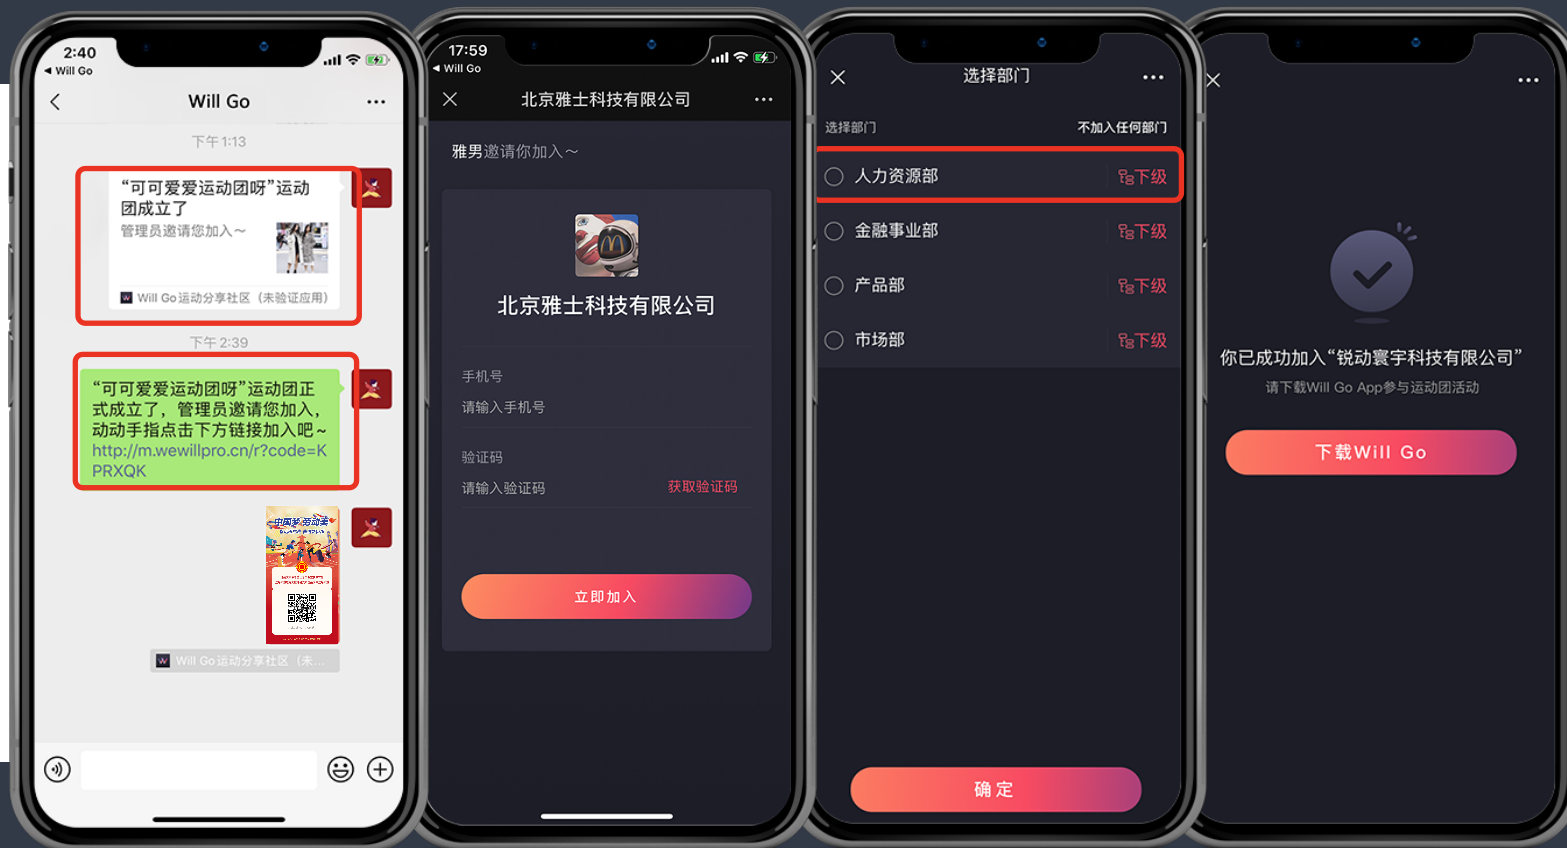 2:40
Will Go
Will Go
下午1:13
“可可爱爱运动团呀”运动
团成立了
管理员邀请您加入～
Will Go运动分享社区（未验证应用）
下午2:39
“可可爱爱运动团呀”运动团正
式成立了，管理员邀请您加入，
动动手指点击下方链接加入吧～
http://m.wewillpro.cn/r?code=K
PRXQK
中国梦 劳动美
Will Go运动分享社区（未...
17:59
Will Go
北京雅士科技有限公司
雅男邀请你加入～
北京雅士科技有限公司
手机号
请输入手机号
验证码
请输入验证码
获取验证码
立即加入
选择部门
选择部门
不加入任何部门
人力资源部
下级
金融事业部
下级
产品部
下级
市场部
下级
确定
你已成功加入“锐动寰宇科技有限公司”
请下载Will Go App参与运动团活动
下载Will Go